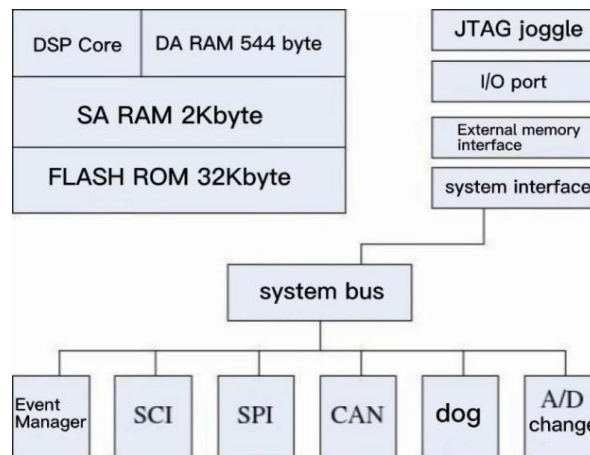 DSP Core
DA RAM 544 byte
SA RAM 2Kbyte
FLASH ROM 32Kbyte
JTAG joggle
I/O port
External memory
interface
system interface
system bus
Event
Manager
SCI
SPI
CAN
dog
A/D
change